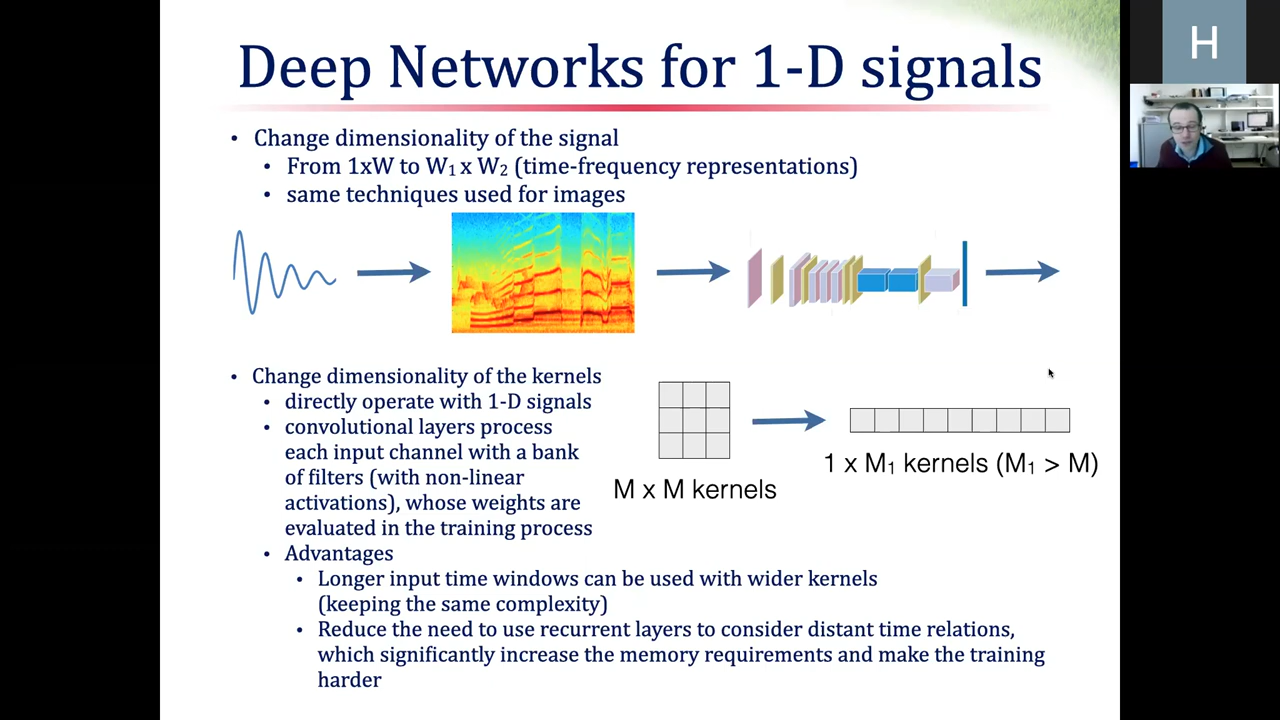 Deep Networks for 1-D signals
H
• Change dimensionality of the signal
• From 1xW to W₁ x W₂ (time-frequency representations)
• same techniques used for images
• Change dimensionality of the kernels
• directly operate with 1-D signals
• convolutional layers process
each input channel with a bank
of filters (with non-linear
activations), whose weights are
evaluated in the training process
M x M kernels
1 x M₁ kernels (M₁ > M)
• Advantages
• Longer input time windows can be used with wider kernels
(keeping the same complexity)
• Reduce the need to use recurrent layers to consider distant time relations,
which significantly increase the memory requirements and make the training
harder